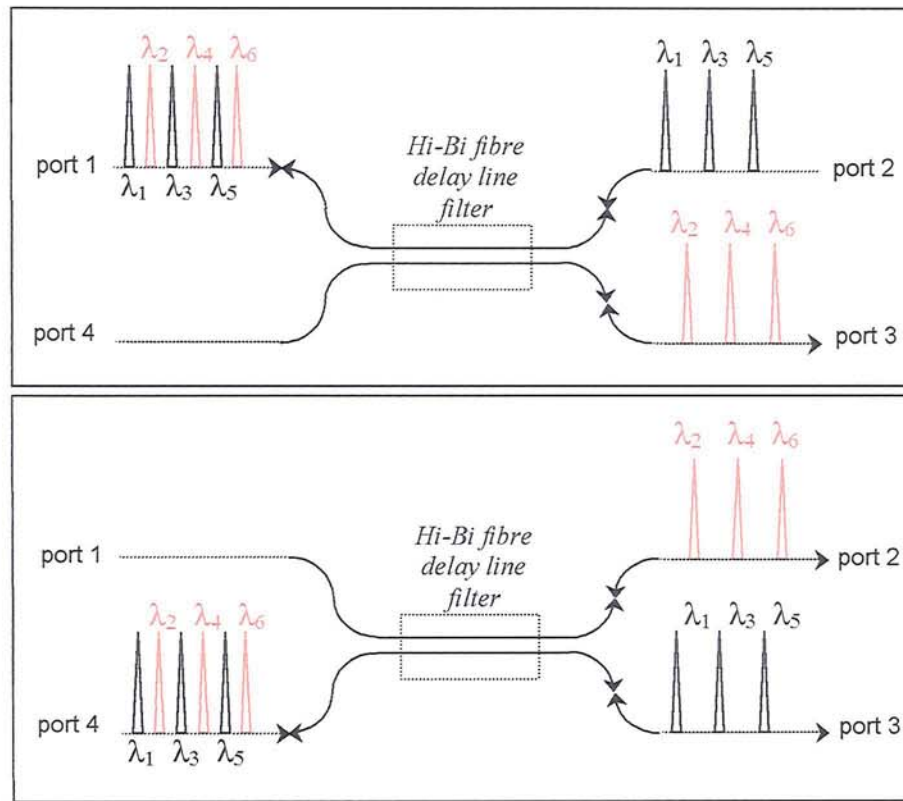 λ2 λ4 λ6
λ1 λ3 λ5
port 1
λ1 λ3 λ5
Hi-Bi fibre
delay line
filter
port 2
λ2 λ4 λ6
port 4
port 3
λ2 λ4 λ6
port 1
Hi-Bi fibre
delay line
filter
port 2
λ2 λ4 λ6
λ1 λ3 λ5
port 4
λ1 λ3 λ5
port 3